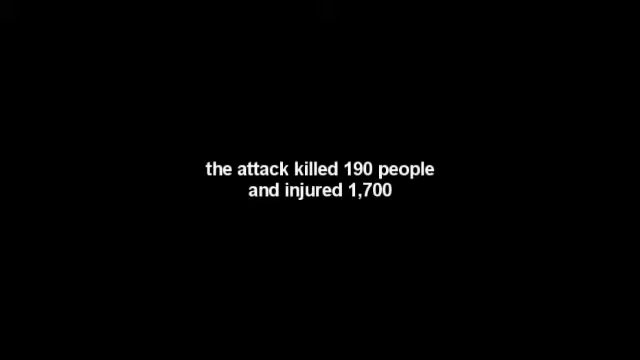 the attack killed 190 people
and injured 1,700